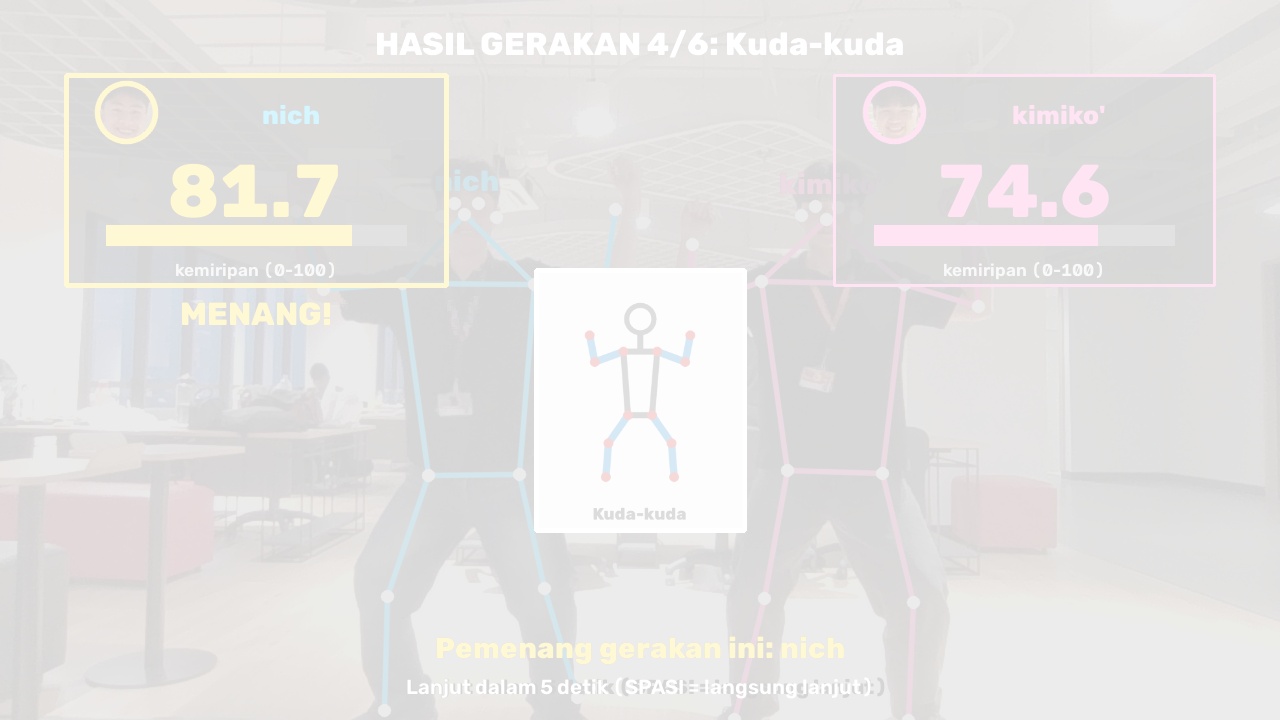 HASIL GERAKAN 4/6: Kuda-kuda
nich
81.7
kemiripan (0-100)
MENANG!
kimiko'
74.6
kemiripan (0-100)
nich
Kuda-kuda
Pemenang gerakan ini: nich
Lanjut dalam 5 detik (SPASI = langsung lanjut)